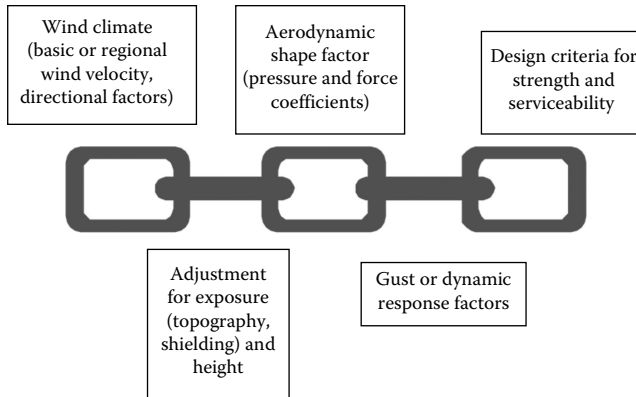 Wind climate
(basic or regional
wind velocity,
directional factors)
Aerodynamic
shape factor
(pressure and force
coefficients)
Design criteria for
strength and
serviceability
Adjustment
for exposure
(topography,
shielding) and
height
Gust or dynamic
response factors